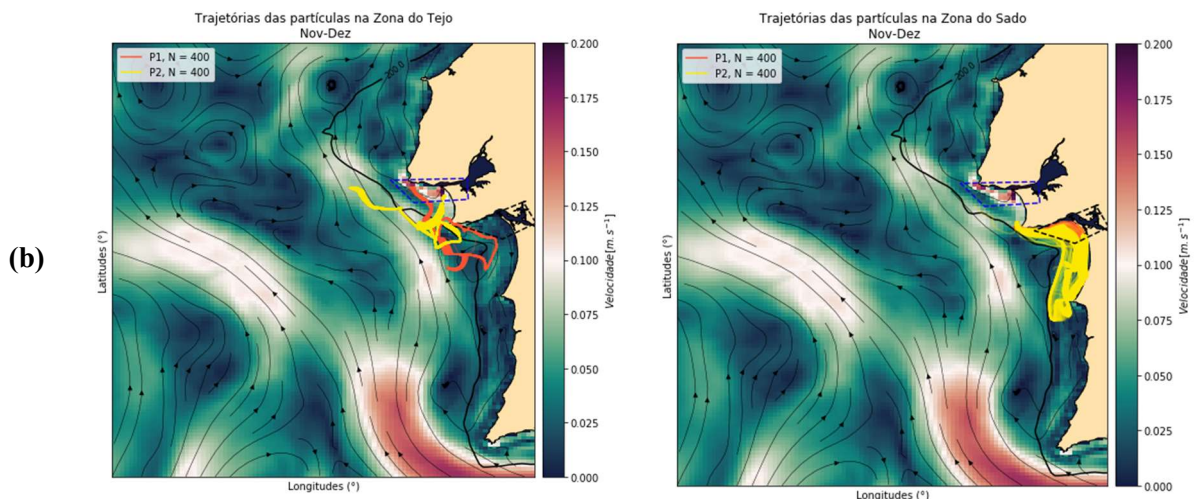 (b)
Trajetórias das partículas na Zona do Tejo
Nov-Dez
P1, N = 400
P2, N = 400
200.0
Latitudes (°)
Longitudes (°)
0.200
0.175
0.150
0.125
0.100
0.075
0.050
0.025
0.000
Velocidade[m. s⁻¹]
Trajetórias das partículas na Zona do Sado
Nov-Dez
P1, N = 400
P2, N = 400
200.0
Latitudes (°)
Longitudes (°)
0.200
0.175
0.150
0.125
0.100
0.075
0.050
0.025
0.000
Velocidade[m. s⁻¹]